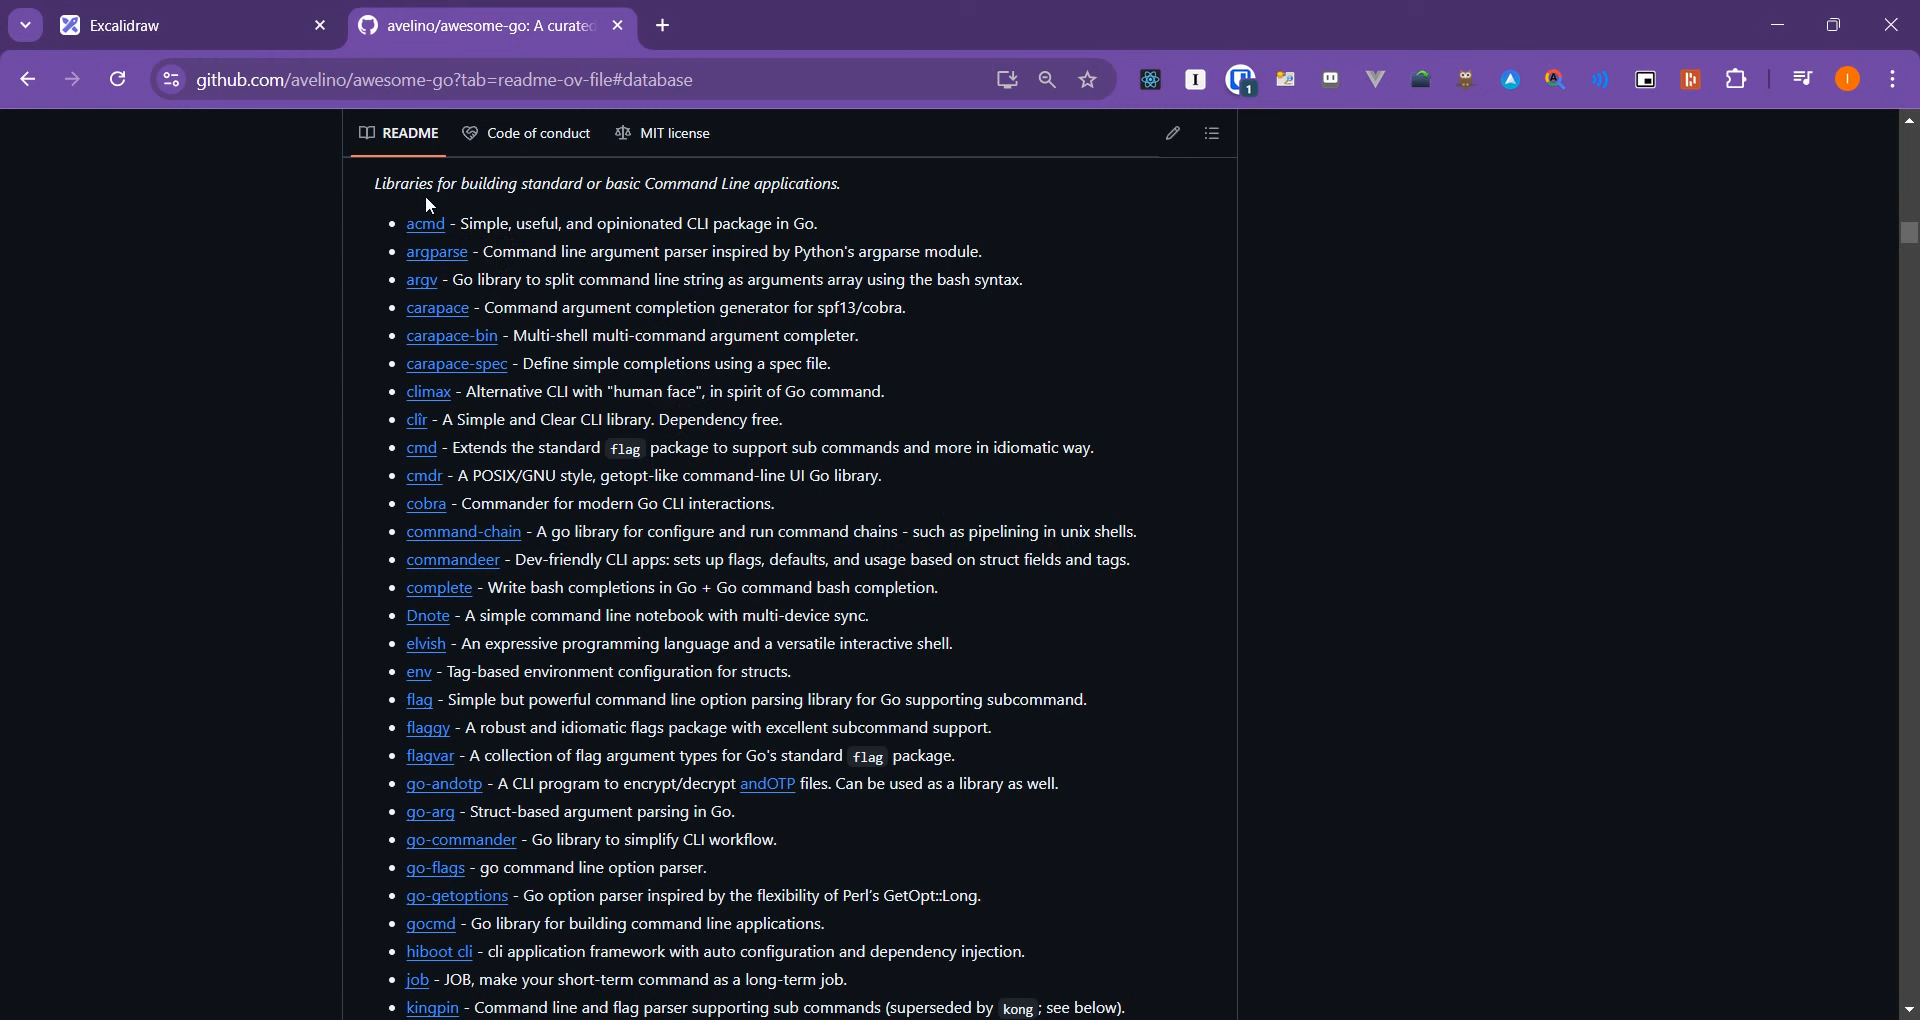 Excalidraw
avelino/awesome-go: A curated
github.com/avelino/awesome-go?tab=readme-ov-file#database
1
I
README
Code of conduct
MIT license
Libraries for building standard or basic Command Line applications.
acmd - Simple, useful, and opinionated CLI package in Go.
argparse - Command line argument parser inspired by Python's argparse module.
argv - Go library to split command line string as arguments array using the bash syntax.
carapace - Command argument completion generator for spf13/cobra.
carapace-bin - Multi-shell multi-command argument completer.
carapace-spec - Define simple completions using a spec file.
climax - Alternative CLI with "human face", in spirit of Go command.
clîr - A Simple and Clear CLI library. Dependency free.
cmd - Extends the standard flag package to support sub commands and more in idiomatic way.
cmdr - A POSIX/GNU style, getopt-like command-line UI Go library.
cobra - Commander for modern Go CLI interactions.
command-chain - A go library for configure and run command chains - such as pipelining in unix shells.
commandeer - Dev-friendly CLI apps: sets up flags, defaults, and usage based on struct fields and tags.
complete - Write bash completions in Go + Go command bash completion.
Dnote - A simple command line notebook with multi-device sync.
elvish - An expressive programming language and a versatile interactive shell.
env - Tag-based environment configuration for structs.
flag - Simple but powerful command line option parsing library for Go supporting subcommand.
flaggy - A robust and idiomatic flags package with excellent subcommand support.
flagvar - A collection of flag argument types for Go's standard flag package.
go-andotp - A CLI program to encrypt/decrypt andOTP files. Can be used as a library as well.
go-arg - Struct-based argument parsing in Go.
go-commander - Go library to simplify CLI workflow.
go-flags - go command line option parser.
go-getoptions - Go option parser inspired by the flexibility of Perl's GetOpt::Long.
gocmd - Go library for building command line applications.
hiboot cli - cli application framework with auto configuration and dependency injection.
job - JOB, make your short-term command as a long-term job.
kingpin - Command line and flag parser supporting sub commands (superseded by kong; see below).